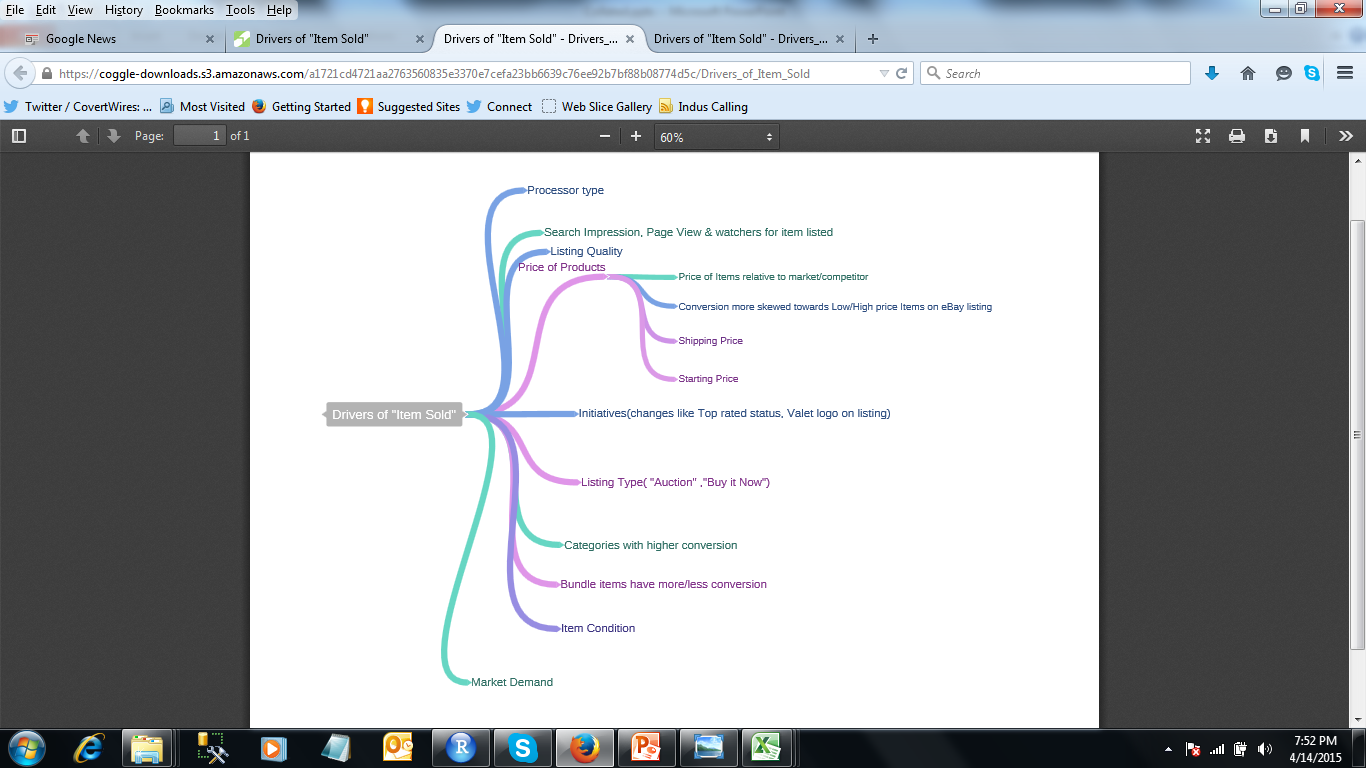 File Edit View History Bookmarks Tools Help
Google News
Drivers of "Item Sold"
Drivers of "Item Sold" - Drivers_...
Drivers of "Item Sold" - Drivers_...
https://coggle-downloads.s3.amazonaws.com/a1721cd4721aa2763560835e3370e7cefa23bb6639c76ee92b7bf88b08774d5c/Drivers_of_Item_Sold
Search
Twitter / CovertWires: ... Most Visited Getting Started Suggested Sites Connect Web Slice Gallery Indus Calling
Page: 1 of 1
60%
Processor type
Search Impression, Page View & watchers for item listed
Listing Quality
Price of Products
Price of Items relative to market/competitor
Conversion more skewed towards Low/High price Items on eBay listing
Shipping Price
Starting Price
Drivers of "Item Sold"
Initiatives(changes like Top rated status, Valet logo on listing)
Listing Type( "Auction" ,"Buy it Now")
Categories with higher conversion
Bundle items have more/less conversion
Item Condition
Market Demand
7:52 PM
4/14/2015